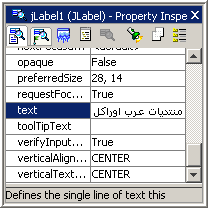 jLabel1 (JLabel) - Property Inspe
opaque False
preferredSize 28, 14
requestFoc... True
text منتديات عرب اوراكل
toolTipText
verifyInput... True
verticalAlign... CENTER
verticalText... CENTER
Defines the single line of text this